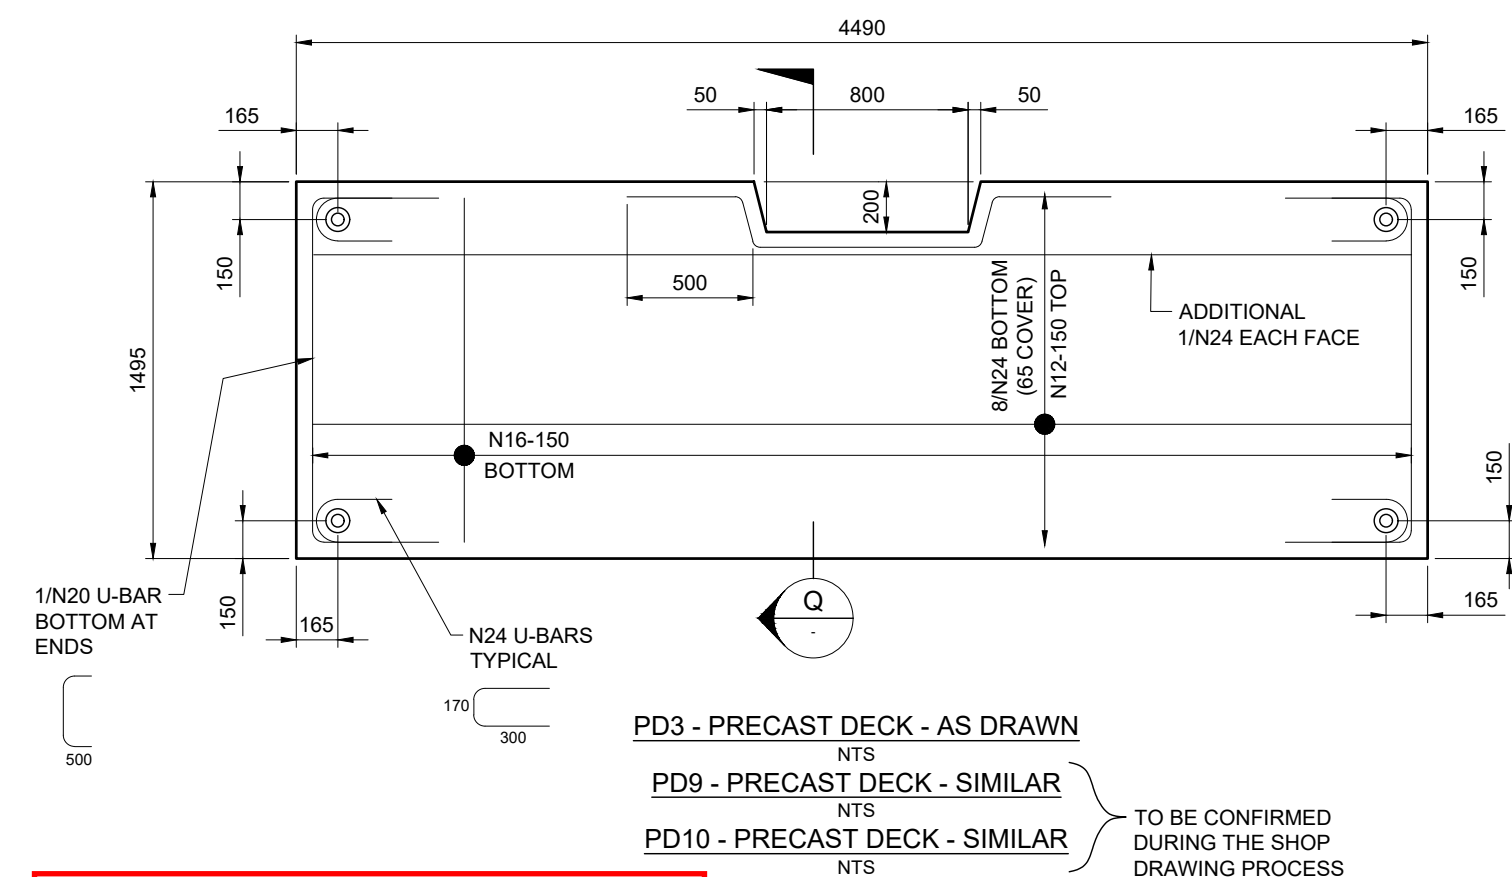 4490
50
800
50
165
165
200
150
150
500
8/N24 BOTTOM
(65 COVER)
N12-150 TOP
ADDITIONAL
1/N24 EACH FACE
1495
N16-150
BOTTOM
150
150
165
165
1/N20 U-BAR
BOTTOM AT
ENDS
Q
-
N24 U-BARS
TYPICAL
170
300
500
PD3 - PRECAST DECK - AS DRAWN
NTS
PD9 - PRECAST DECK - SIMILAR
NTS
PD10 - PRECAST DECK - SIMILAR
NTS
TO BE CONFIRMED
DURING THE SHOP
DRAWING PROCESS